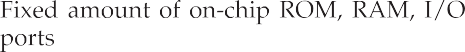 Fixed amount of on-chip ROM, RAM, I/O
ports